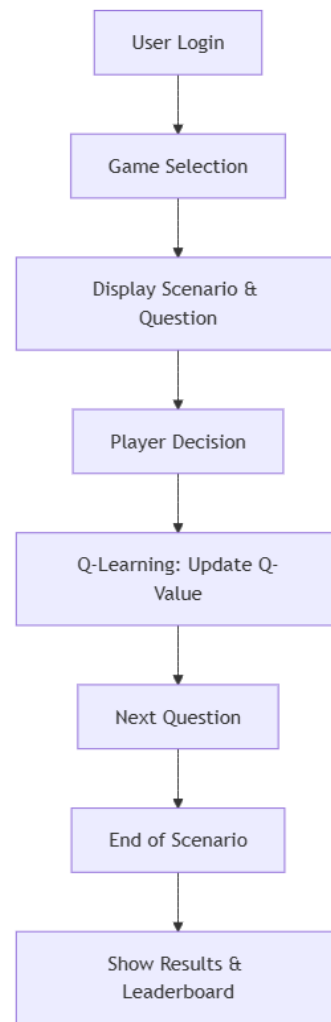 User Login
Game Selection
Display Scenario &
Question
Player Decision
Q-Learning: Update Q-
Value
Next Question
End of Scenario
Show Results &
Leaderboard